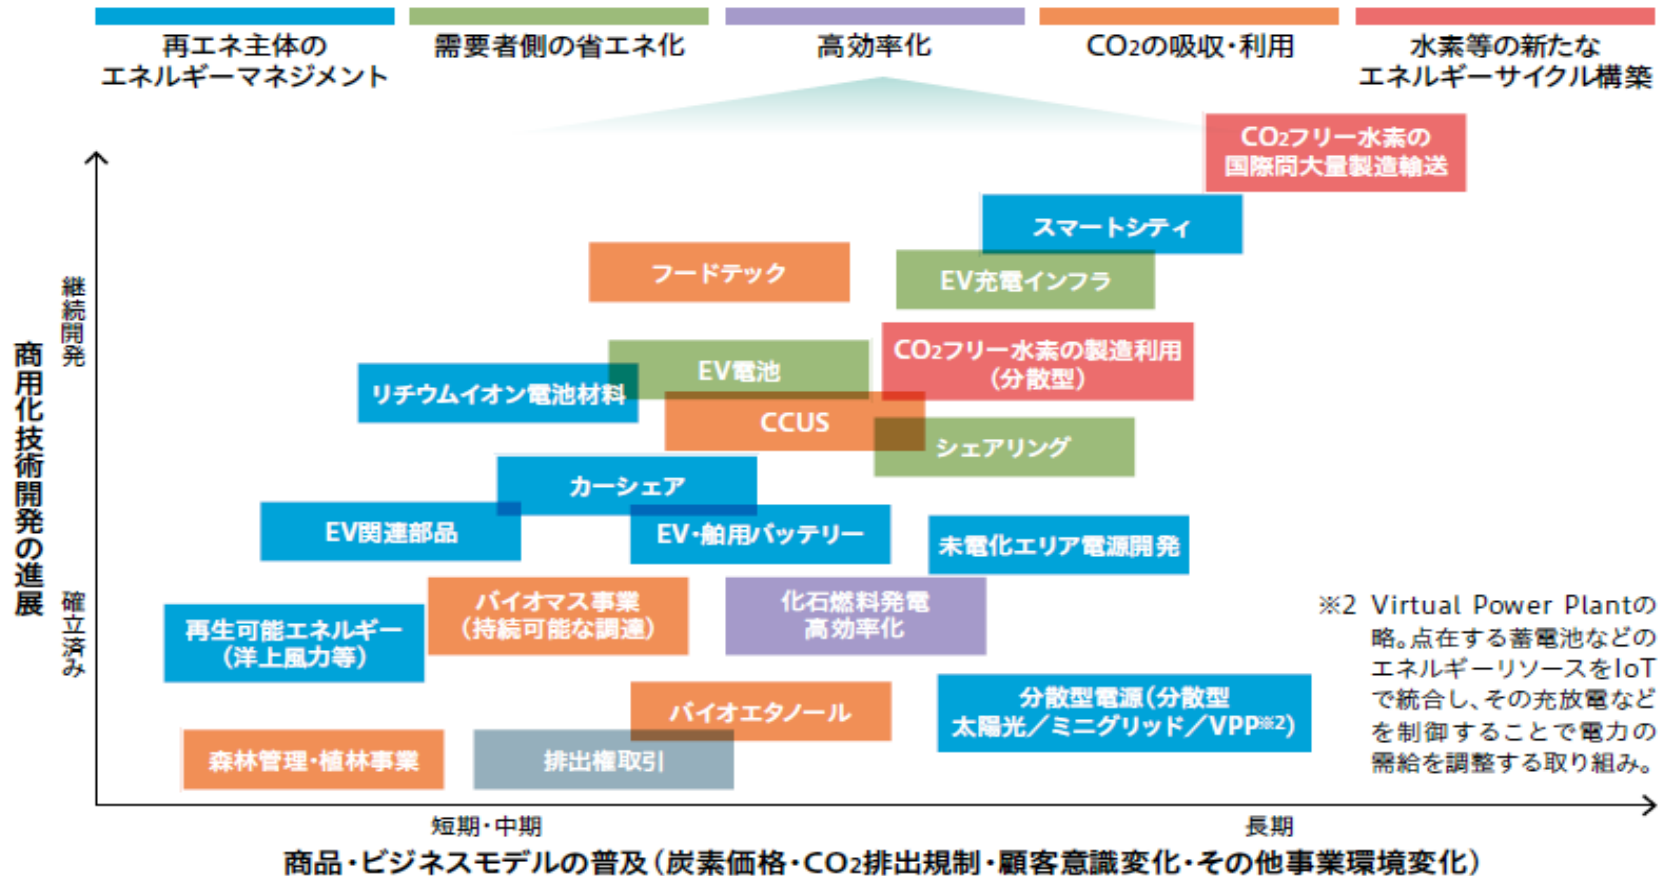 再エネ主体の
エネルギーマネジメント
需要者側の省エネ化
高効率化
CO2の吸収・利用
水素等の新たな
エネルギーサイクル構築
CO2フリー水素の
国際間大量製造輸送
スマートシティ
フードテック
EV充電インフラ
CO2フリー水素の製造利用
（分散型）
EV電池
リチウムイオン電池材料
CCUS
シェアリング
カーシェア
EV関連部品
EV・舶用バッテリー
未電化エリア電源開発
バイオマス事業
（持続可能な調達）
化石燃料発電
高効率化
再生可能エネルギー
（洋上風力等）
分散型電源（分散型
太陽光／ミニグリッド／VPP※2）
バイオエタノール
森林管理・植林事業
排出権取引
商用化技術開発の進展
継続開発
確立済み
※2 Virtual Power Plantの
略。点在する蓄電池などの
エネルギーリソースをIoT
で統合し、その充放電など
を制御することで電力の
需給を調整する取り組み。
短期・中期
長期
商品・ビジネスモデルの普及（炭素価格・CO2排出規制・顧客意識変化・その他事業環境変化）